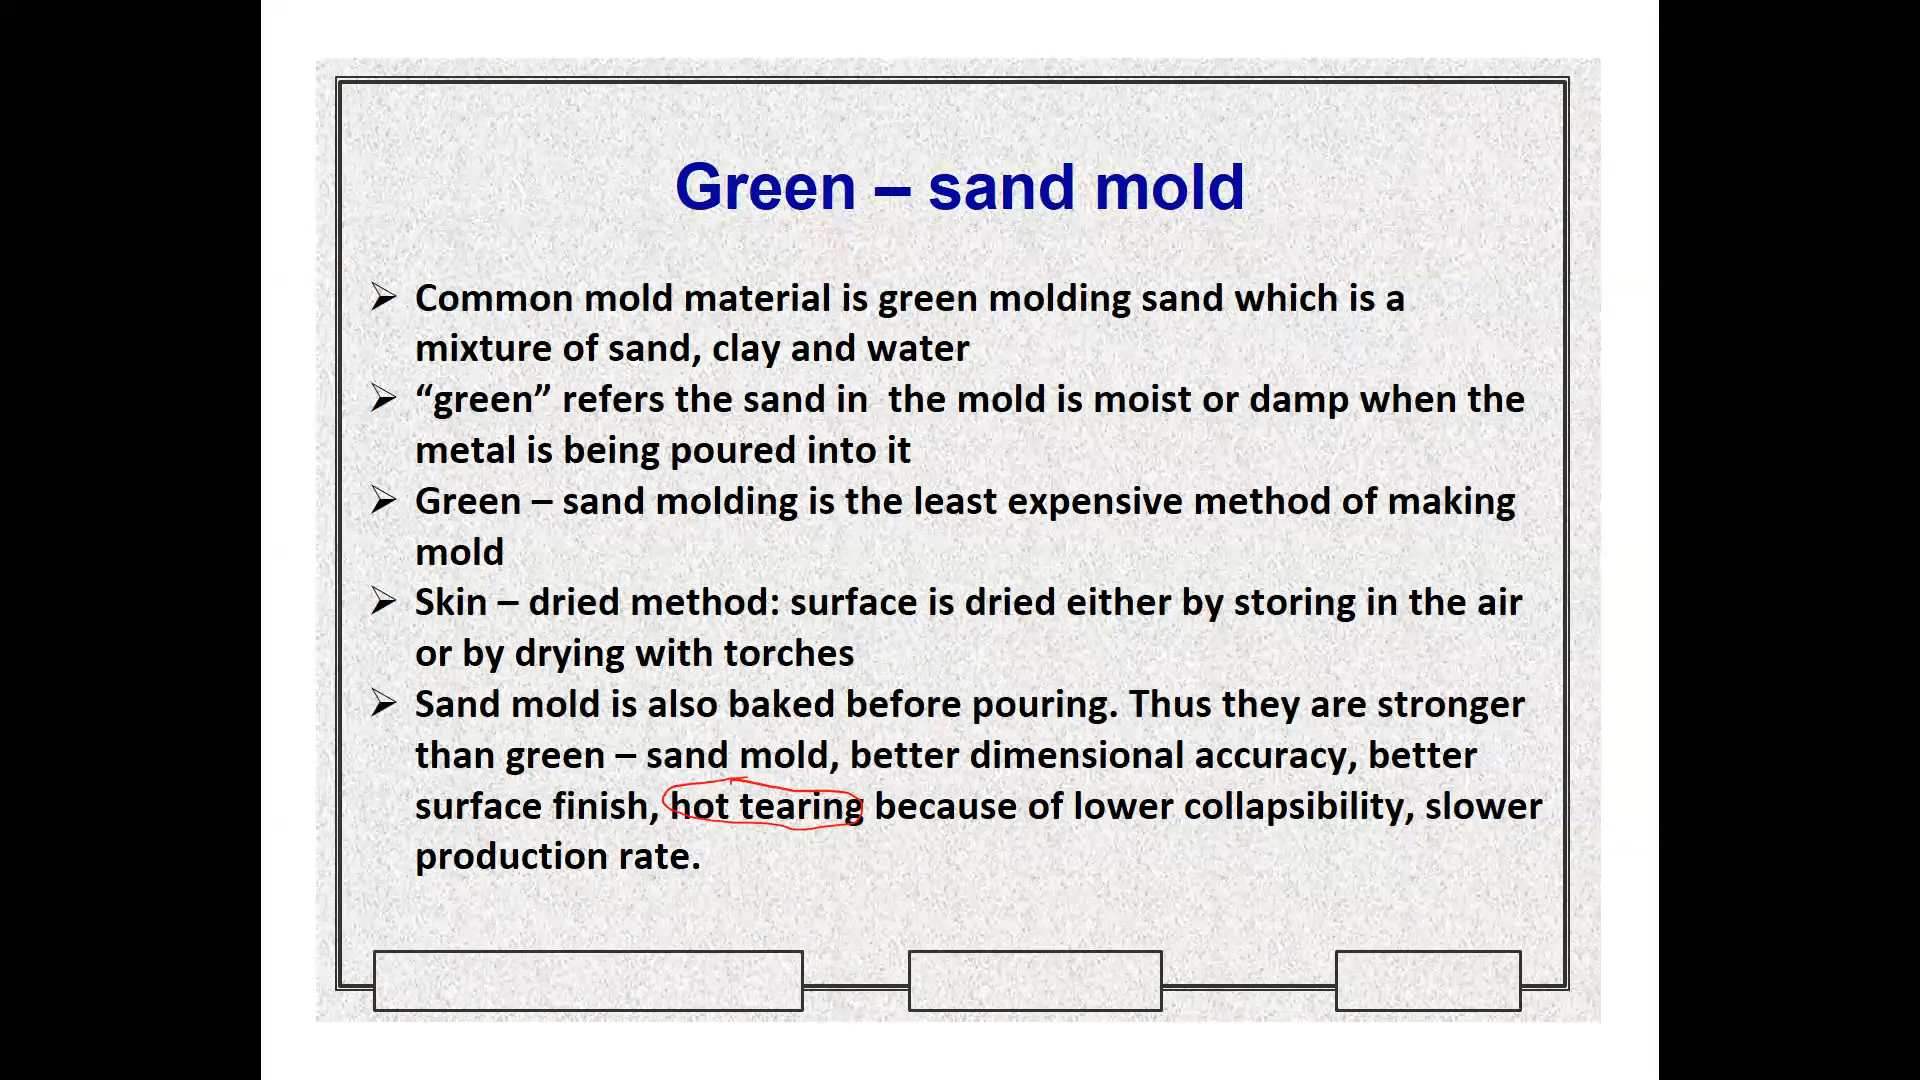 Green – sand mold
➢ Common mold material is green molding sand which is a
mixture of sand, clay and water
➢ “green” refers the sand in  the mold is moist or damp when the
metal is being poured into it
➢ Green – sand molding is the least expensive method of making
mold
➢ Skin – dried method: surface is dried either by storing in the air
or by drying with torches
➢ Sand mold is also baked before pouring. Thus they are stronger
than green – sand mold, better dimensional accuracy, better
surface finish, hot tearing because of lower collapsibility, slower
production rate.